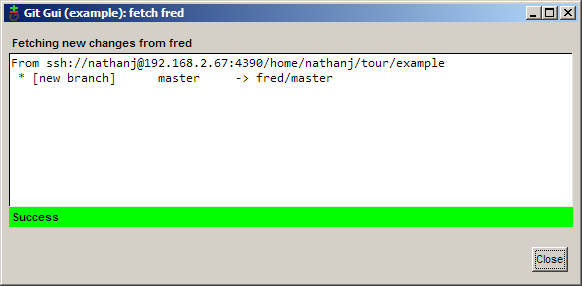 Git Gui (example): fetch fred
Fetching new changes from fred
From ssh://nathanj@192.168.2.67:4390/home/nathanj/tour/example
 * [new branch]      master     -> fred/master
Success
Close